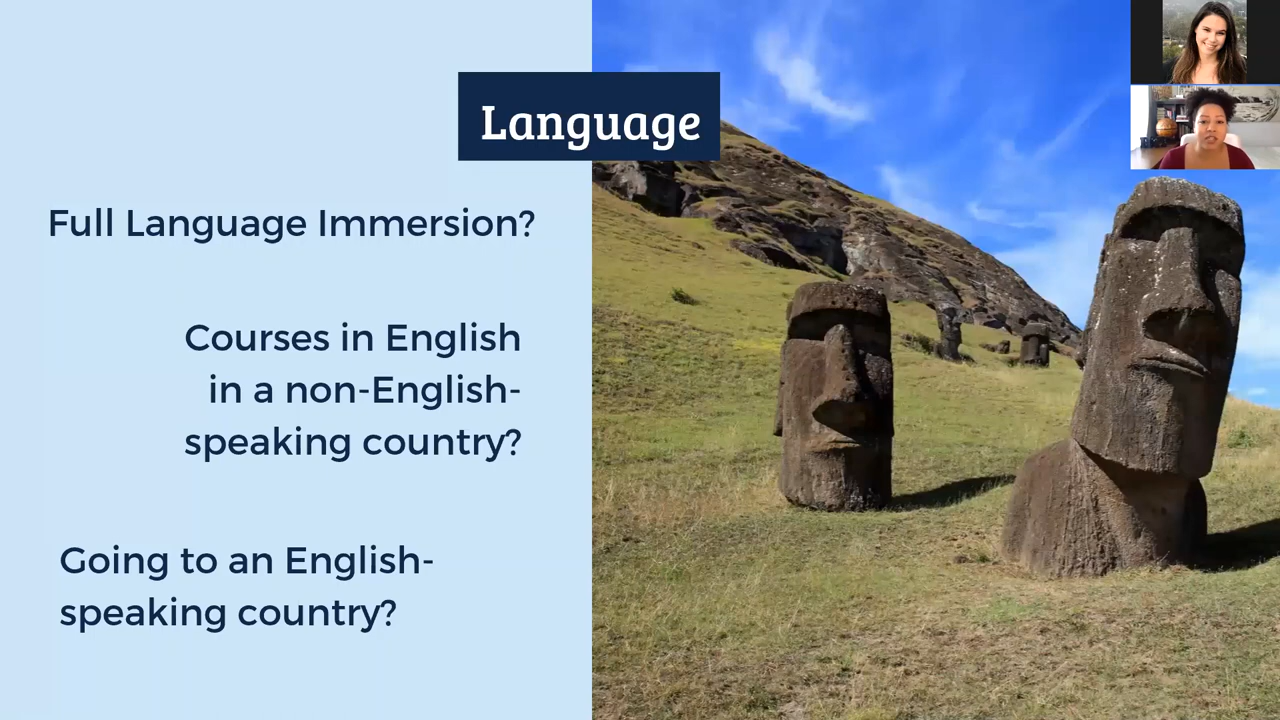 Language
Full Language Immersion?
Courses in English
in a non-English-
speaking country?
Going to an English-
speaking country?